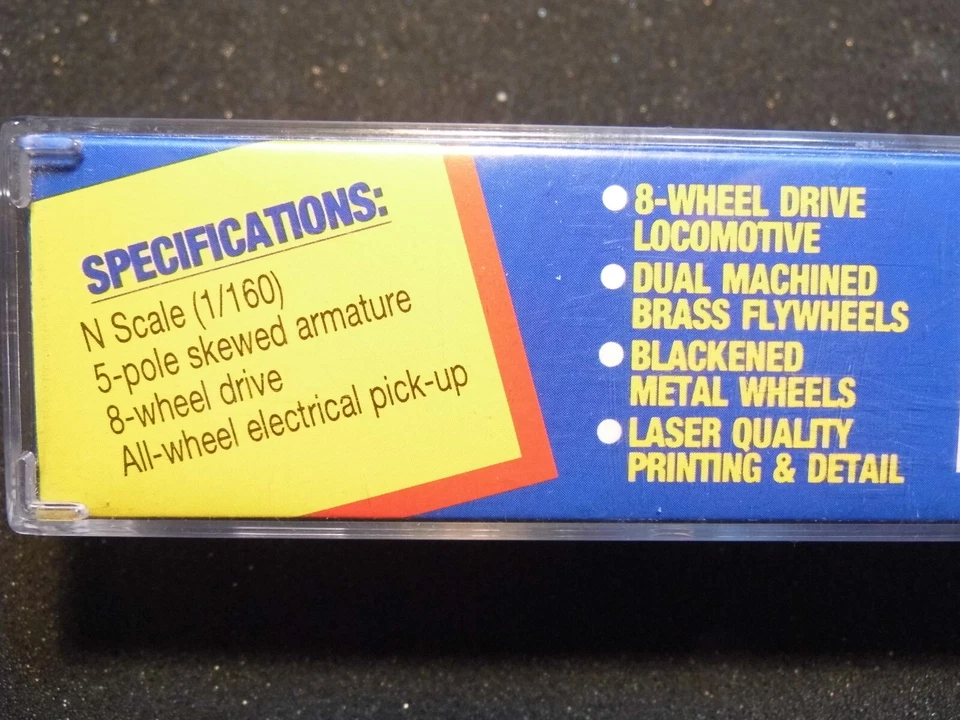 SPECIFICATIONS:
N Scale (1/160)
5-pole skewed armature
8-wheel drive
All-wheel electrical pick-up
8-WHEEL DRIVE
LOCOMOTIVE
DUAL MACHINED
BRASS FLYWHEELS
BLACKENED
METAL WHEELS
LASER QUALITY
PRINTING & DETAIL